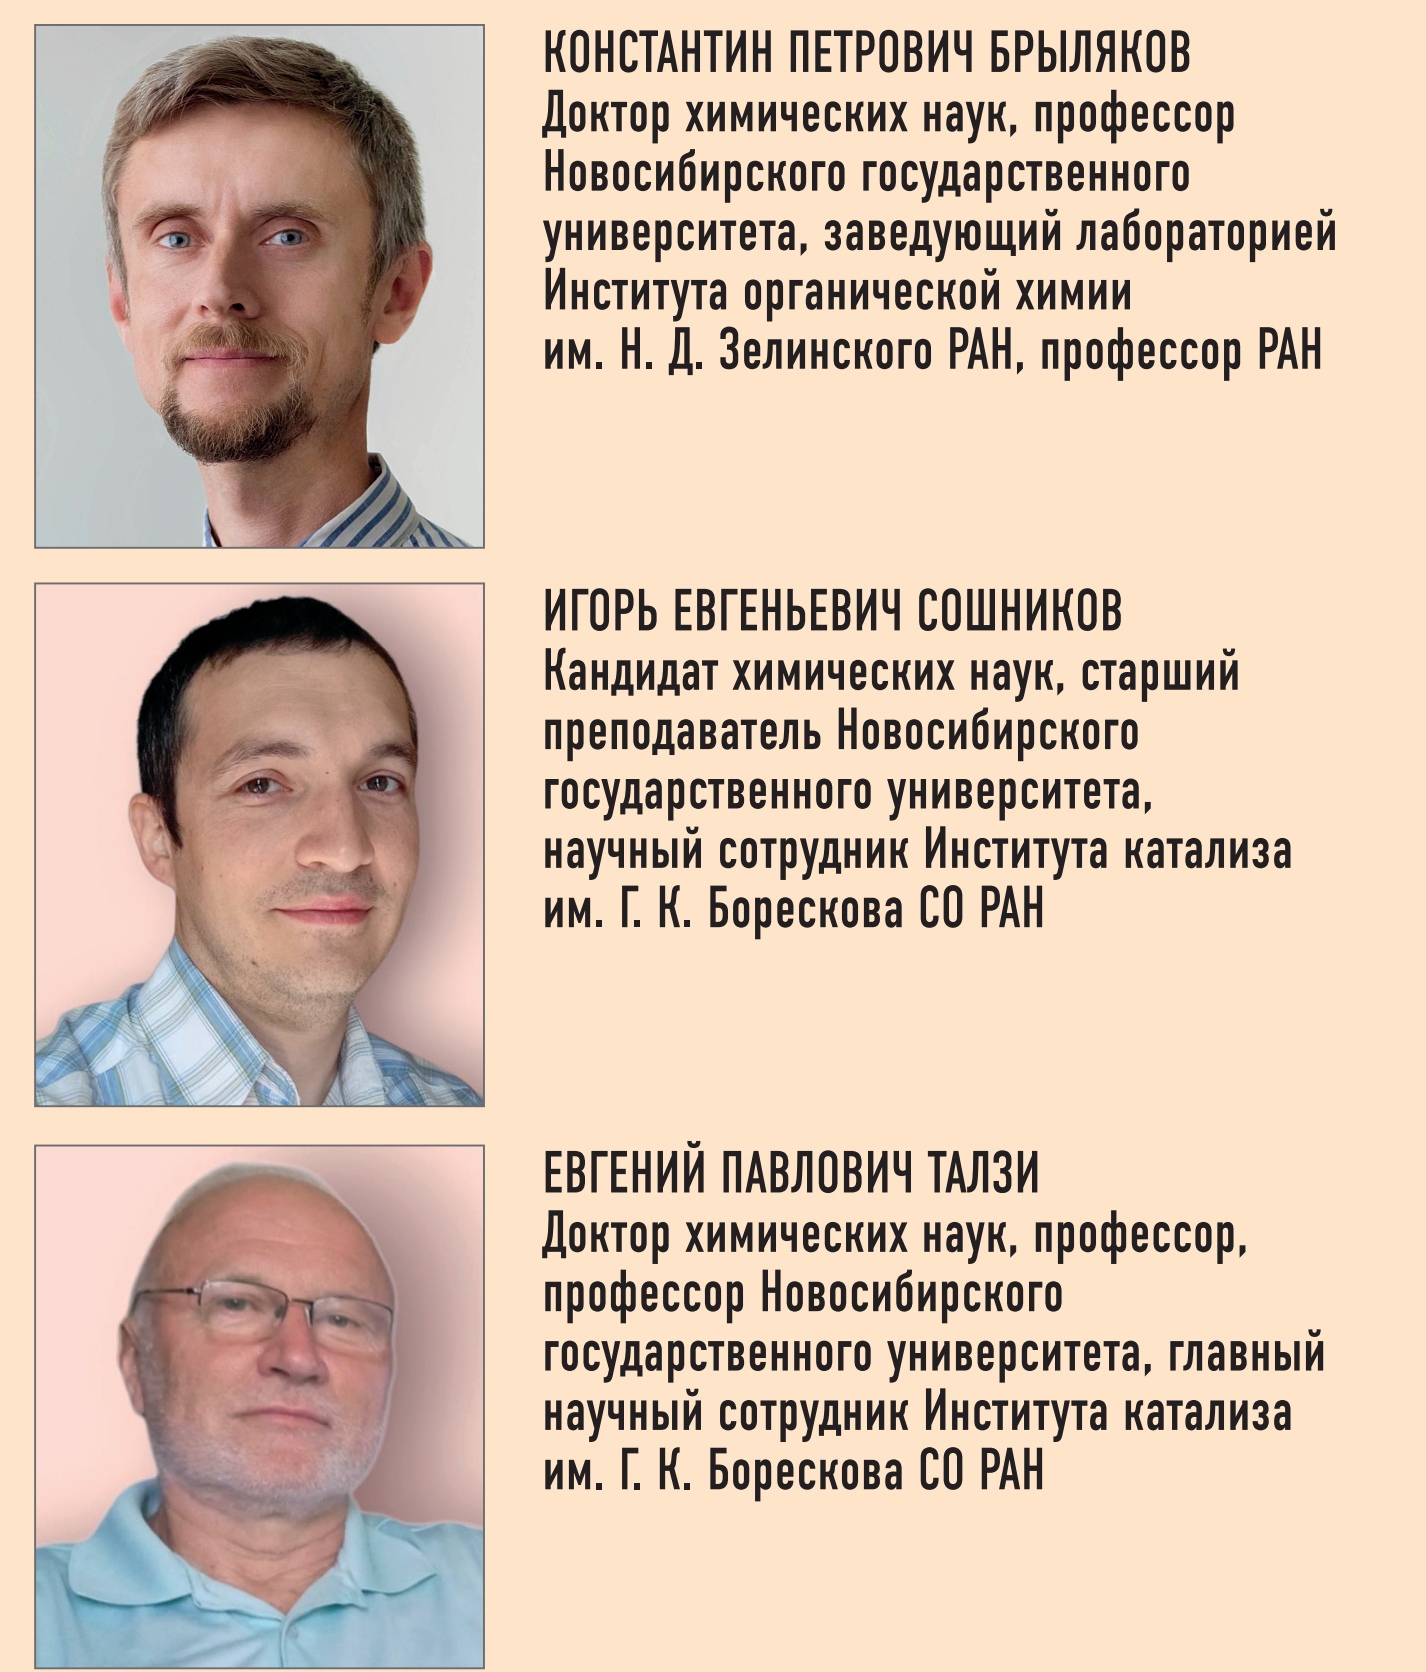 КОНСТАНТИН ПЕТРОВИЧ БРЫЛЯКОВ
Доктор химических наук, профессор
Новосибирского государственного
университета, заведующий лабораторией
Института органической химии
им. Н. Д. Зелинского РАН, профессор РАН
ИГОРЬ ЕВГЕНЬЕВИЧ СОШНИКОВ
Кандидат химических наук, старший
преподаватель Новосибирского
государственного университета,
научный сотрудник Института катализа
им. Г. К. Борескова СО РАН
ЕВГЕНИЙ ПАВЛОВИЧ ТАЛЗИ
Доктор химических наук, профессор,
профессор Новосибирского
государственного университета, главный
научный сотрудник Института катализа
им. Г. К. Борескова СО РАН